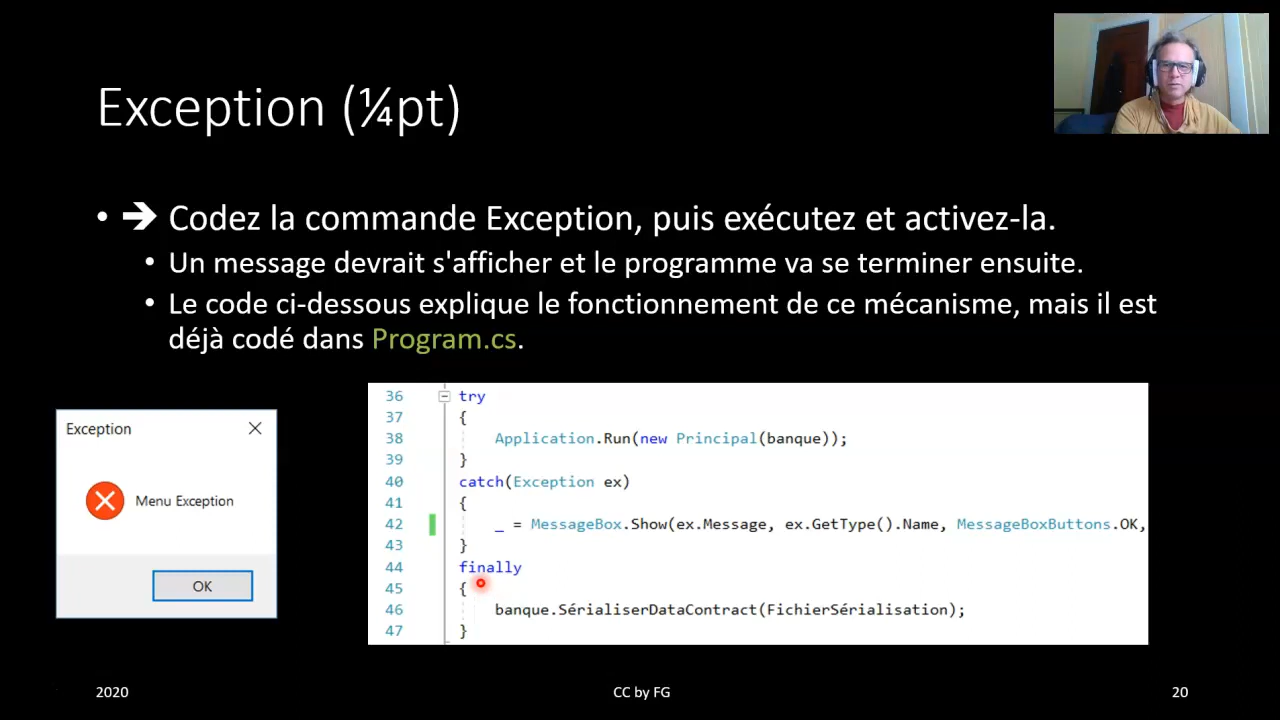 Exception (¼pt)
• ➔ Codez la commande Exception, puis exécutez et activez-la.
• Un message devrait s'afficher et le programme va se terminer ensuite.
• Le code ci-dessous explique le fonctionnement de ce mécanisme, mais il est
déjà codé dans Program.cs.
Exception
Menu Exception
OK
36 try
37 {
38 Application.Run(new Principal(banque));
39 }
40 catch(Exception ex)
41 {
42 _ = MessageBox.Show(ex.Message, ex.GetType().Name, MessageBoxButtons.OK,
43 }
44 finally
45 {
46 banque.SérialiserDataContract(FichierSérialisation);
47 }
2020
CC by FG
20